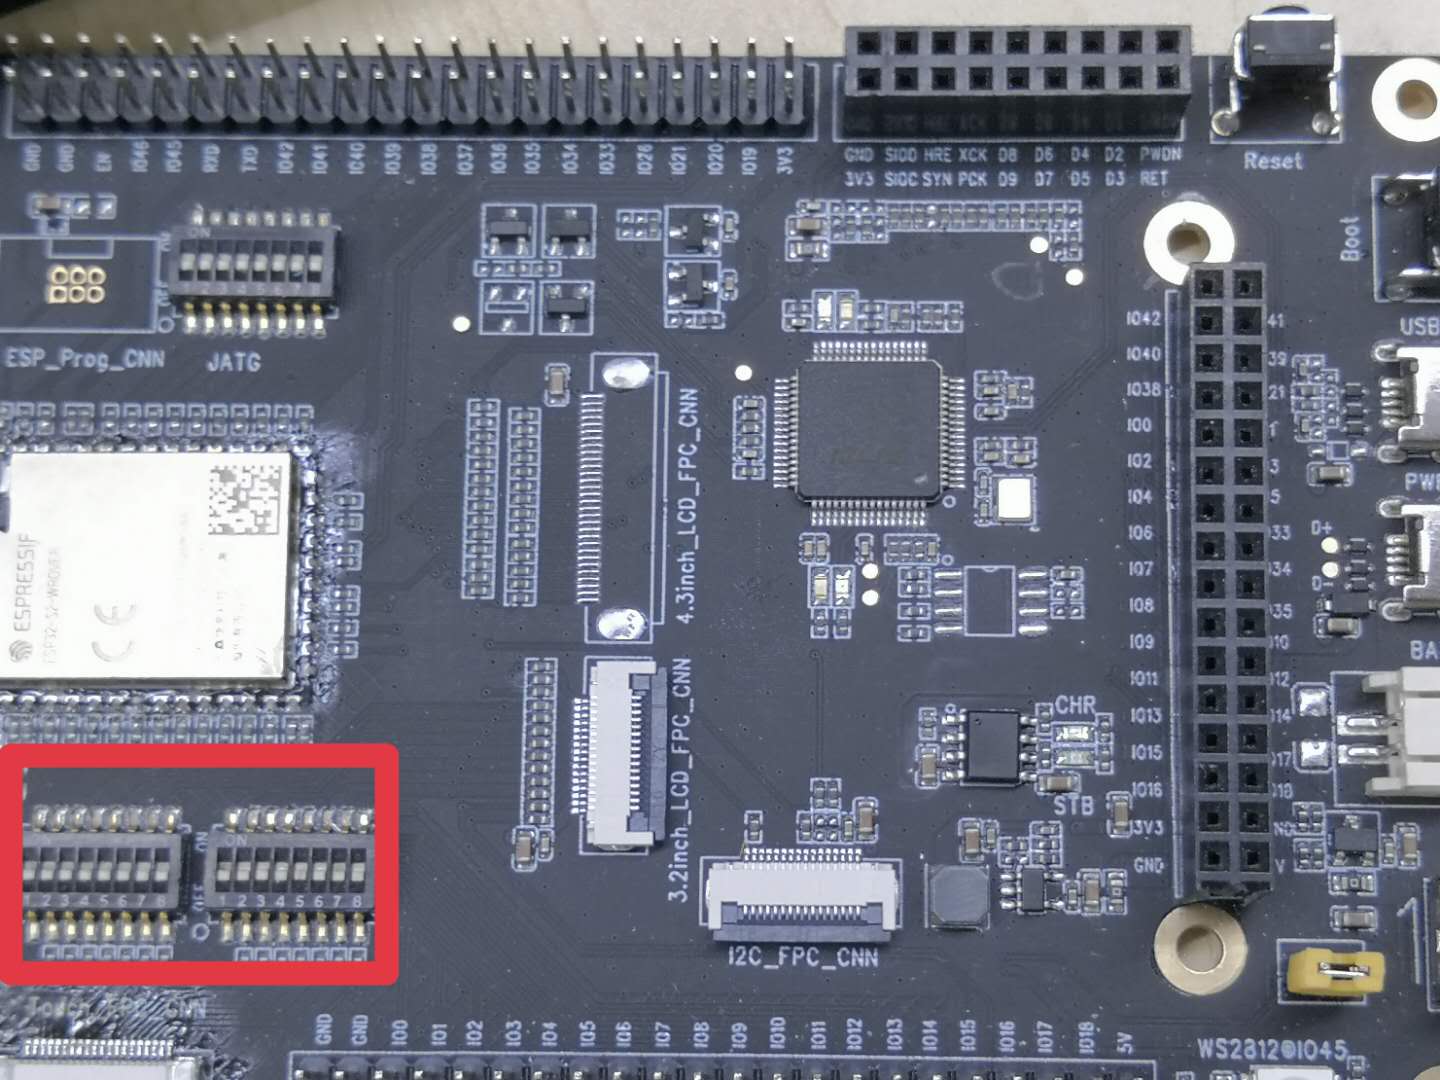 GND GND EN IO46 IO45 RXD TXD IO42 IO41 IO40 IO39 IO38 IO37 IO36 IO35 IO34 IO33 IO26 IO21 IO20 IO19 3V3
GND SIOD HRE XCK D8 D6 D4 D2 PWDN
3V3 SIOC SYN PCK D9 D7 D5 D3 RET
Reset
Boot
ON
ESP_Prog_CNN
JATG
USB
IO42 41
IO40 39
IO38 21
IO0 1
IO2 3
IO4 5
IO6 33
IO7 34
IO8 35
IO9 10
IO11 12
IO13 14
IO15 17
IO16 18
3V3
GND V
D+
D-
BA
4.3inch_LCD_FPC_CNN
ESPRESSIF
ESP32-S2-WROVER
CE
3.2inch_LCD_FPC_CNN
CHR
STB
ON
2 3 4 5 6 7 8
ON
2 3 4 5 6 7 8
I2C_FPC_CNN
1
GND GND IO0 IO1 IO2 IO3 IO4 IO5 IO6 IO7 IO8 IO9 IO10 IO11 IO12 IO13 IO14 IO15 IO16 IO17 IO18 5V
WS2812@IO45